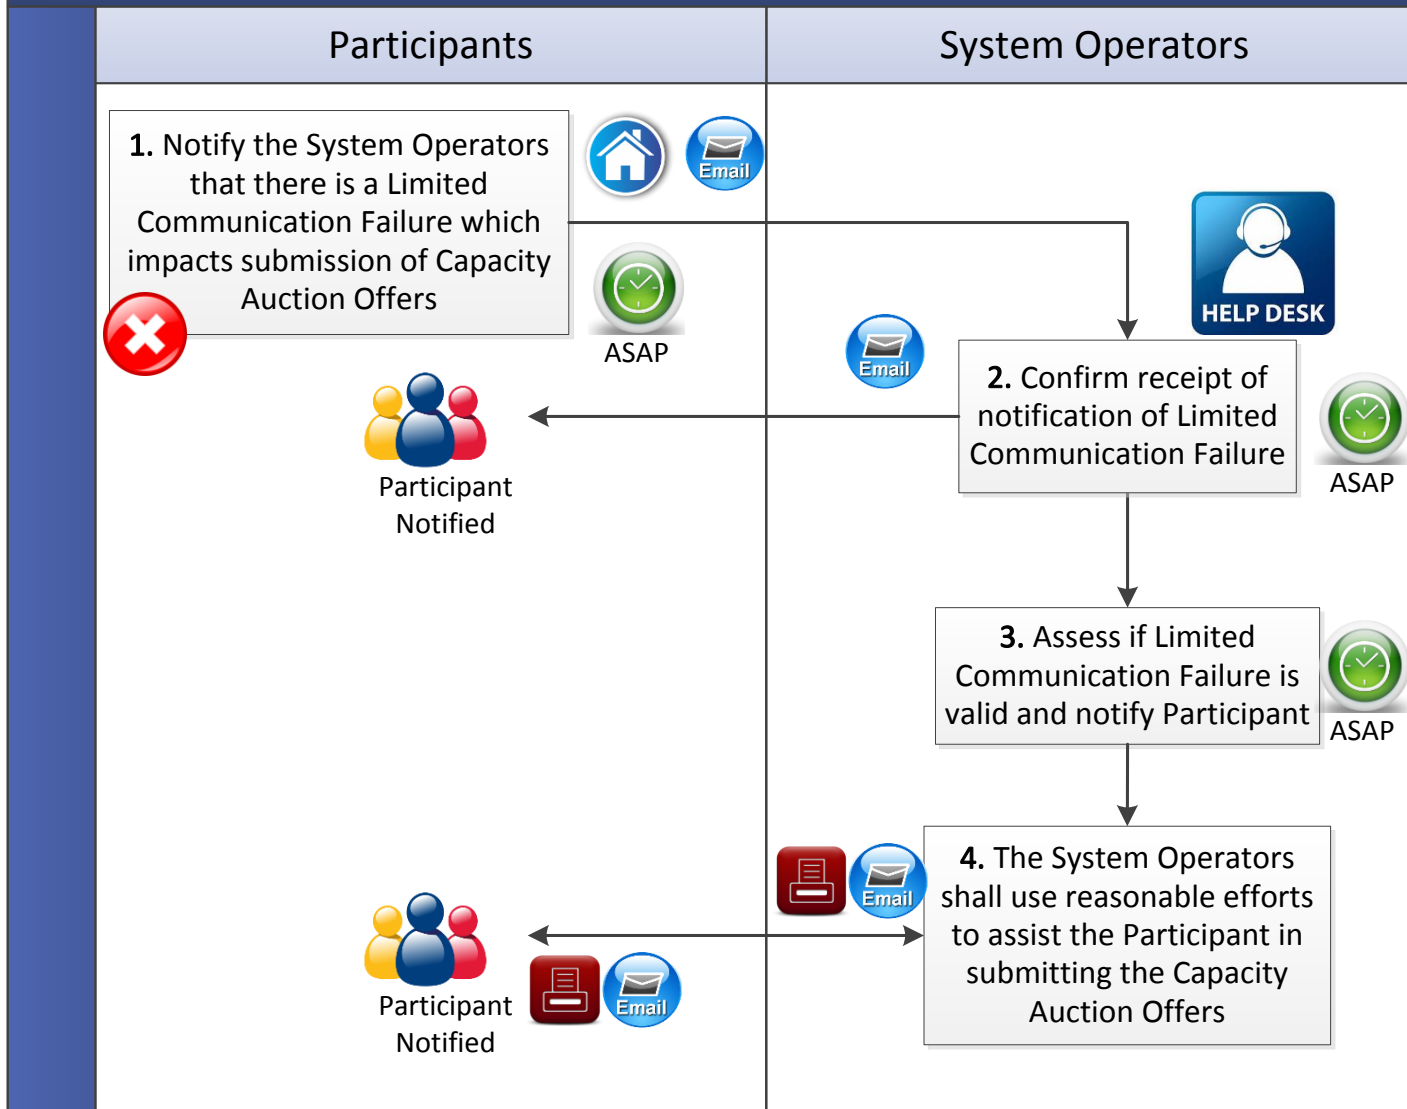 Participants
System Operators
1. Notify the System Operators
that there is a Limited
Communication Failure which
impacts submission of Capacity
Auction Offers
Email
ASAP
HELP DESK
Email
2. Confirm receipt of
notification of Limited
Communication Failure
ASAP
Participant
Notified
3. Assess if Limited
Communication Failure is
valid and notify Participant
ASAP
Email
4. The System Operators
shall use reasonable efforts
to assist the Participant in
submitting the Capacity
Auction Offers
Participant
Notified
Email